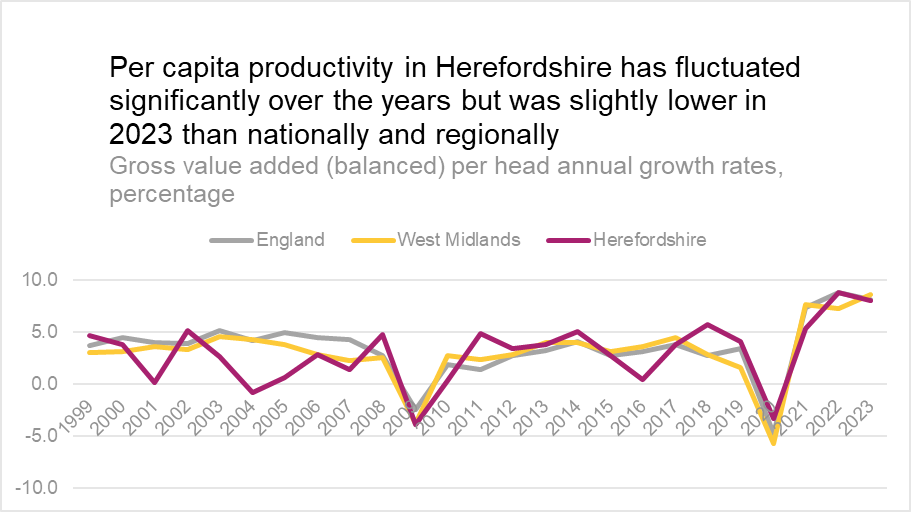 Per capita productivity in Herefordshire has fluctuated
significantly over the years but was slightly lower in
2023 than nationally and regionally
Gross value added (balanced) per head annual growth rates,
percentage
England West Midlands Herefordshire
10.0
5.0
0.0
-5.0
-10.0
1999 2000 2001 2002 2003 2004 2005 2006 2007 2008 2009 2010 2011 2012 2013 2014 2015 2016 2017 2018 2019 2020 2021 2022 2023